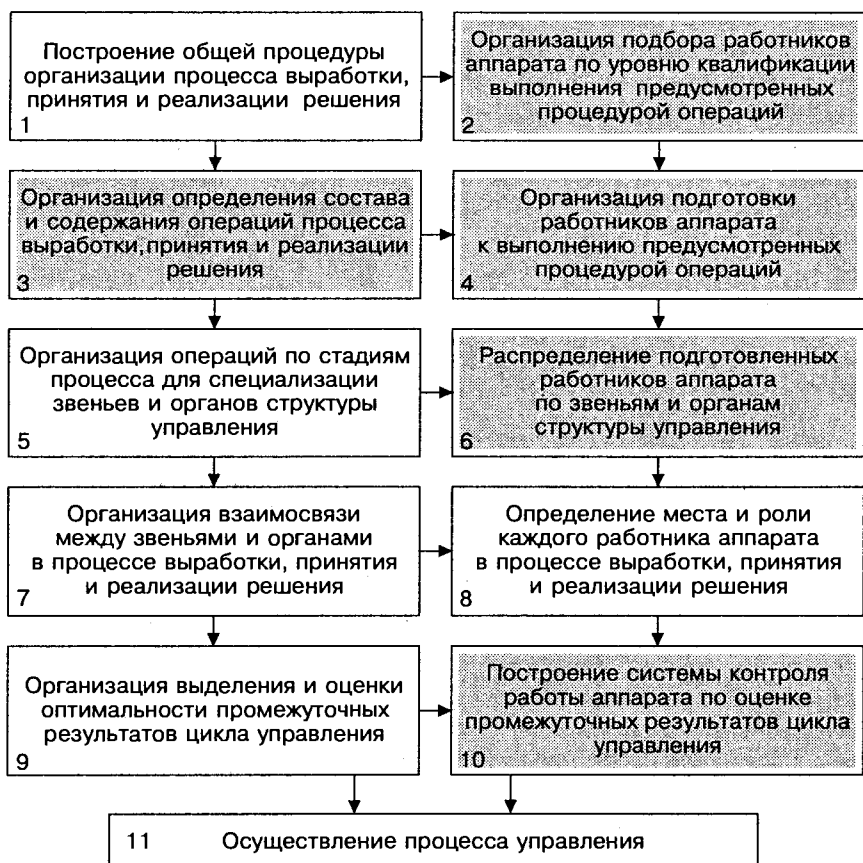 Построение общей процедуры
организации процесса выработки,
принятия и реализации решения
1
Организация подбора работников
аппарата по уровню квалификации
выполнения предусмотренных
процедурой операций
2
Организация определения состава
и содержания операций процесса
выработки,принятия и реализации
решения
3
Организация подготовки
работников аппарата
к выполнению предусмотренных
процедурой операций
4
Организация операций по стадиям
процесса для специализации
звеньев и органов структуры
управления
5
Распределение подготовленных
работников аппарата
по звеньям и органам
структуры управления
6
Организация взаимосвязи
между звеньями и органами
в процессе выработки, принятия
и реализации решения
7
Определение места и роли
каждого работника аппарата
в процессе выработки, принятия
и реализации решения
8
Организация выделения и оценки
оптимальности промежуточных
результатов цикла управления
9
Построение системы контроля
работы аппарата по оценке
промежуточных результатов цикла
управления
10
11 Осуществление процесса управления